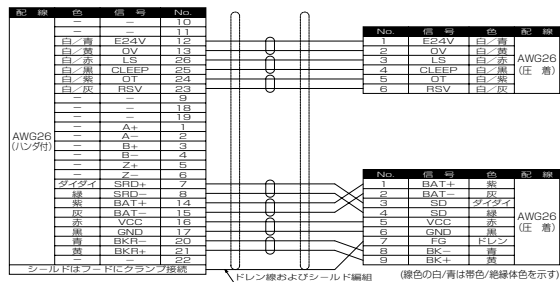 配 線 色 信 号 No.
－ － 10
－ － 11
白／青 E24V 12
白／黄 OV 13
白／赤 LS 26
白／黒 CLEEP 25
白／紫 OT 24
白／灰 RSV 23
－ － 9
－ － 18
－ － 19
－ A+ 1
－ A− 2
－ B+ 3
－ B− 4
－ Z+ 5
－ Z− 6
ダイダイ SRD+ 7
緑 SRD− 8
紫 BAT+ 14
灰 BAT− 15
赤 VCC 16
黒 GND 17
青 BKR− 20
黄 BKR+ 21
－ － 22
AWG26
(ハンダ付)
シールドはフードにクランプ接続
No. 信 号 色 配 線
1 E24V 白／青
2 OV 白／黄
3 LS 白／赤
4 CLEEP 白／黒
5 OT 白／紫
6 RSV 白／灰
AWG26
(圧 着)
No. 信 号 色 配 線
1 BAT+ 紫
2 BAT− 灰
3 SD ダイダイ
4 SD 緑
5 VCC 赤
6 GND 黒
7 FG ドレン
8 BK− 青
9 BK+ 黄
AWG26
(圧 着)
ドレン線およびシールド編組
(線色の白/青は帯色/絶縁体色を示す)